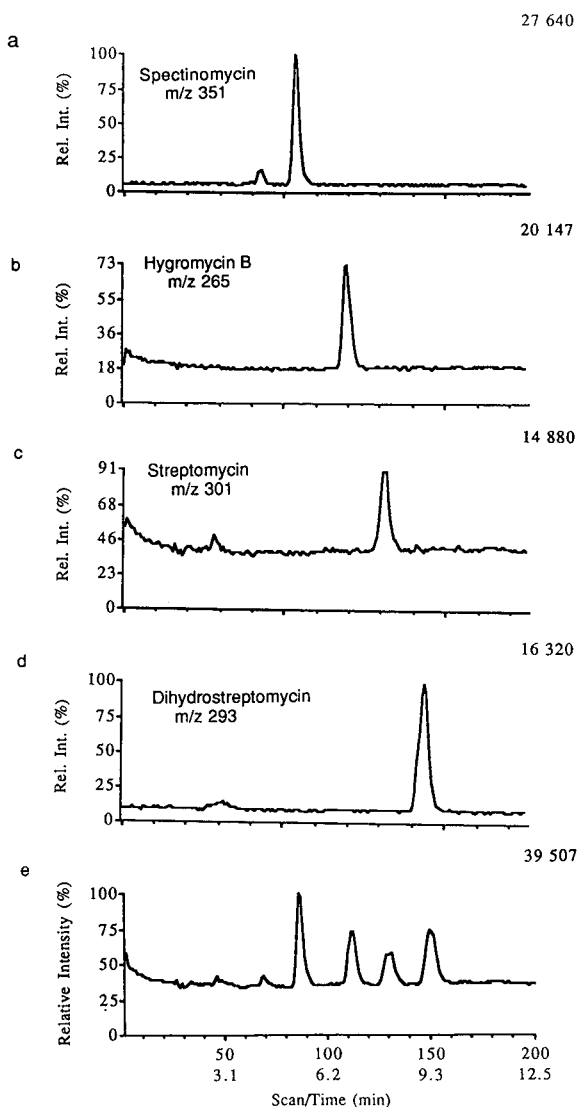 27 640
a
100
75
50
25
0
Rel. Int. (%)
Spectinomycin
m/z 351
20 147
b
73
55
36
18
0
Rel. Int. (%)
Hygromycin B
m/z 265
14 880
c
91
68
46
23
0
Rel. Int. (%)
Streptomycin
m/z 301
16 320
d
100
75
50
25
0
Rel. Int. (%)
Dihydrostreptomycin
m/z 293
39 507
e
100
75
50
25
0
Relative Intensity (%)
50 100 150 200
3.1 6.2 9.3 12.5
Scan/Time (min)